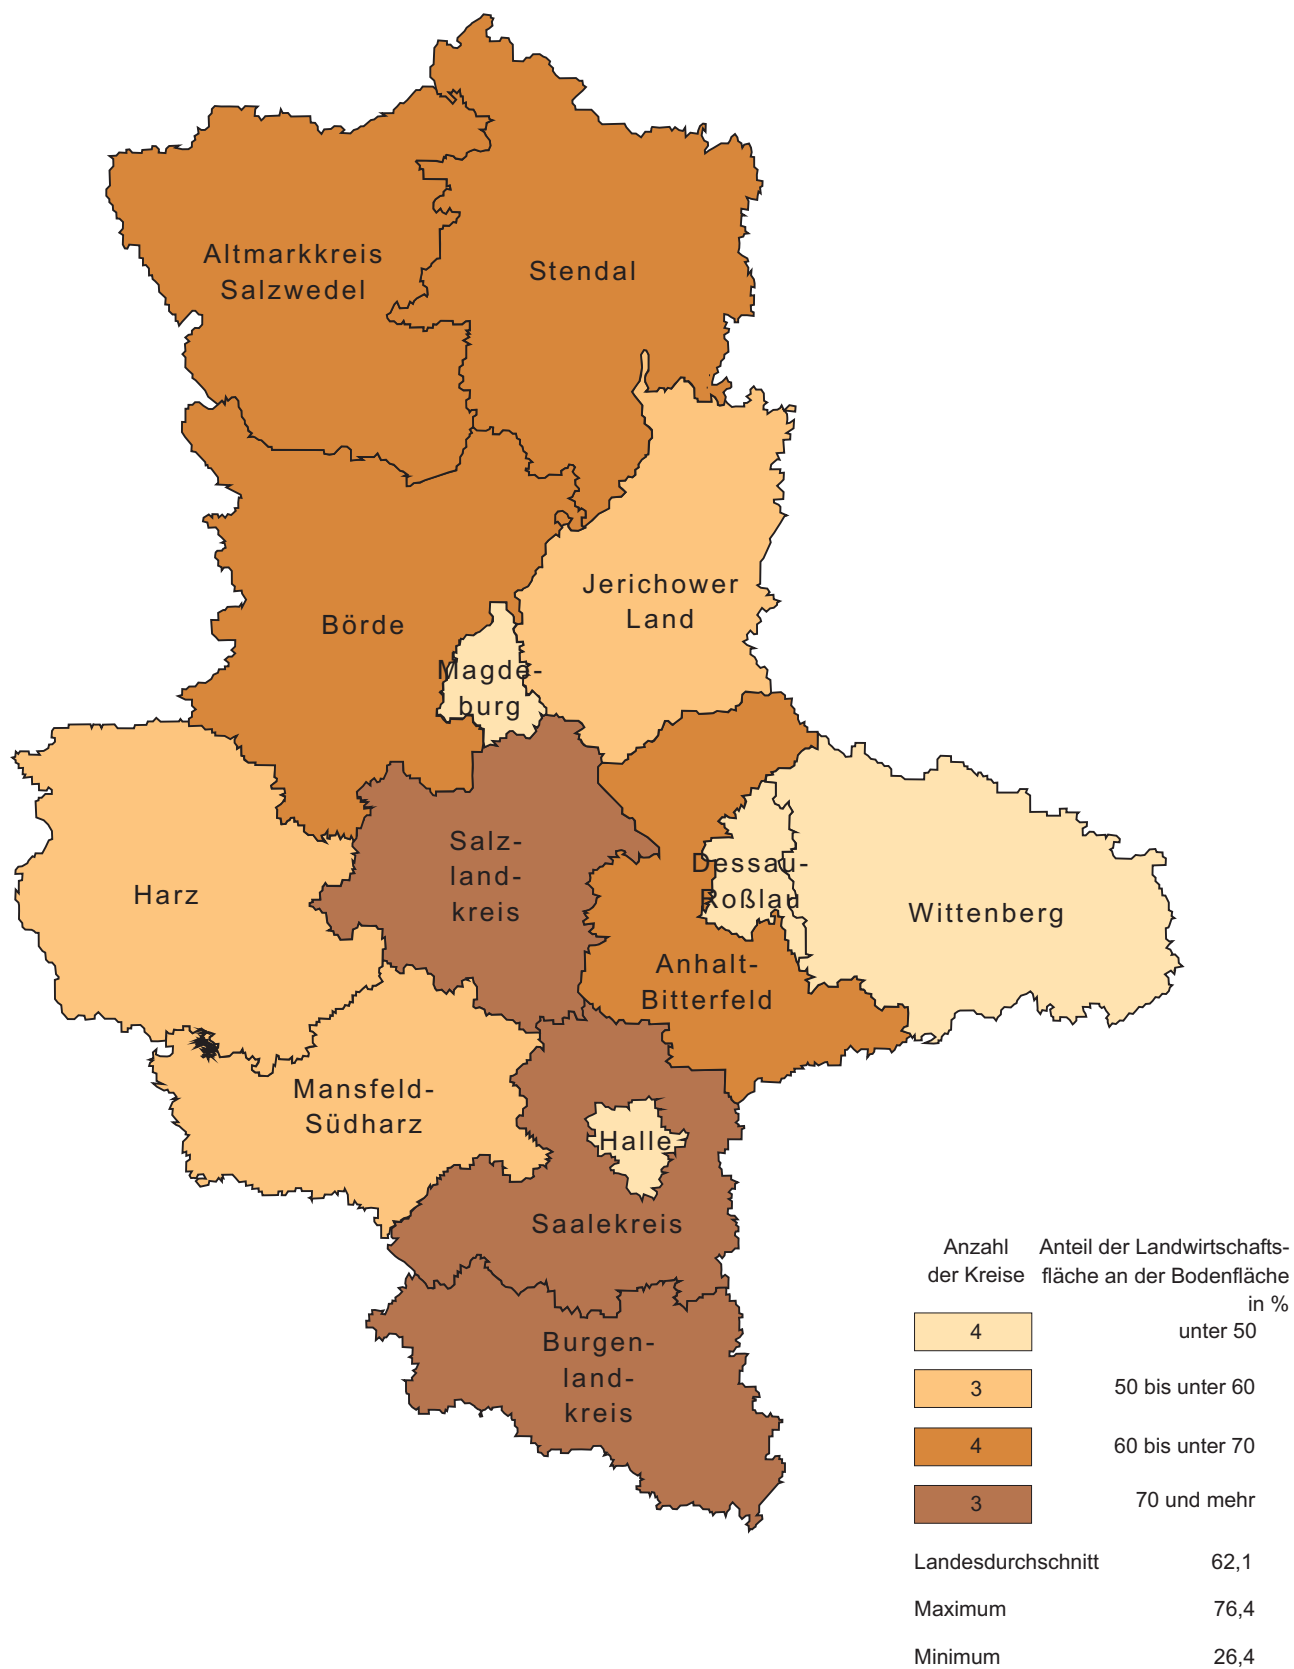 Altmarkkreis
Salzwedel
Stendal
Jerichower
Land
Börde
Magde-
burg
Salz-
land-
kreis
Harz
Dessau-
Roßlau
Wittenberg
Anhalt-
Bitterfeld
Mansfeld-
Südharz
Halle
Saalekreis
Burgen-
land-
kreis
Anzahl
der Kreise
Anteil der Landwirtschafts-
fläche an der Bodenfläche
in %
4 unter 50
3 50 bis unter 60
4 60 bis unter 70
3 70 und mehr
Landesdurchschnitt 62,1
Maximum 76,4
Minimum 26,4